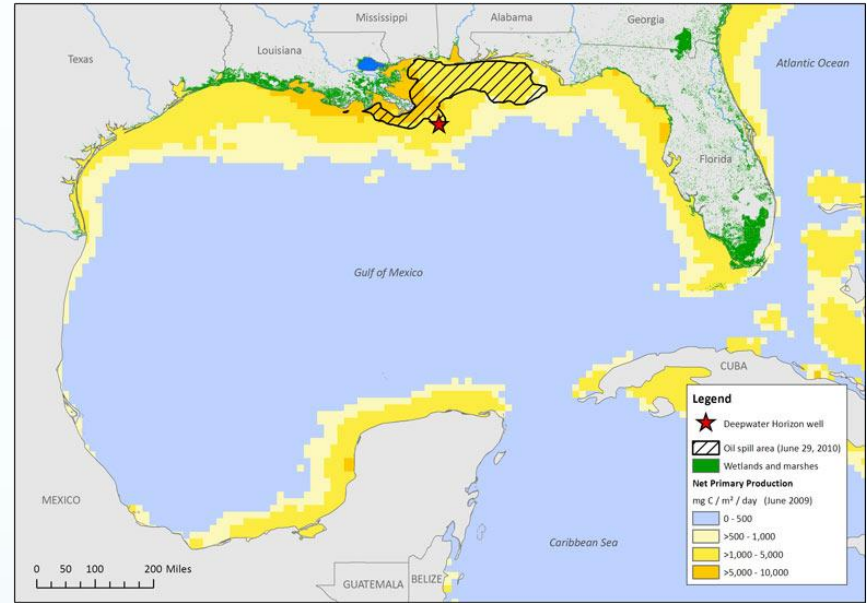 Mississippi
Alabama
Georgia
Louisiana
Texas
Atlantic Ocean
Florida
Gulf of Mexico
CUBA
MEXICO
Caribbean Sea
GUATEMALA
BELIZE
0 50 100 200 Miles
Legend
Deepwater Horizon well
Oil spill area (June 29, 2010)
Wetlands and marshes
Net Primary Production
mg C / m² / day (June 2009)
0 - 500
>500 - 1,000
>1,000 - 5,000
>5,000 - 10,000